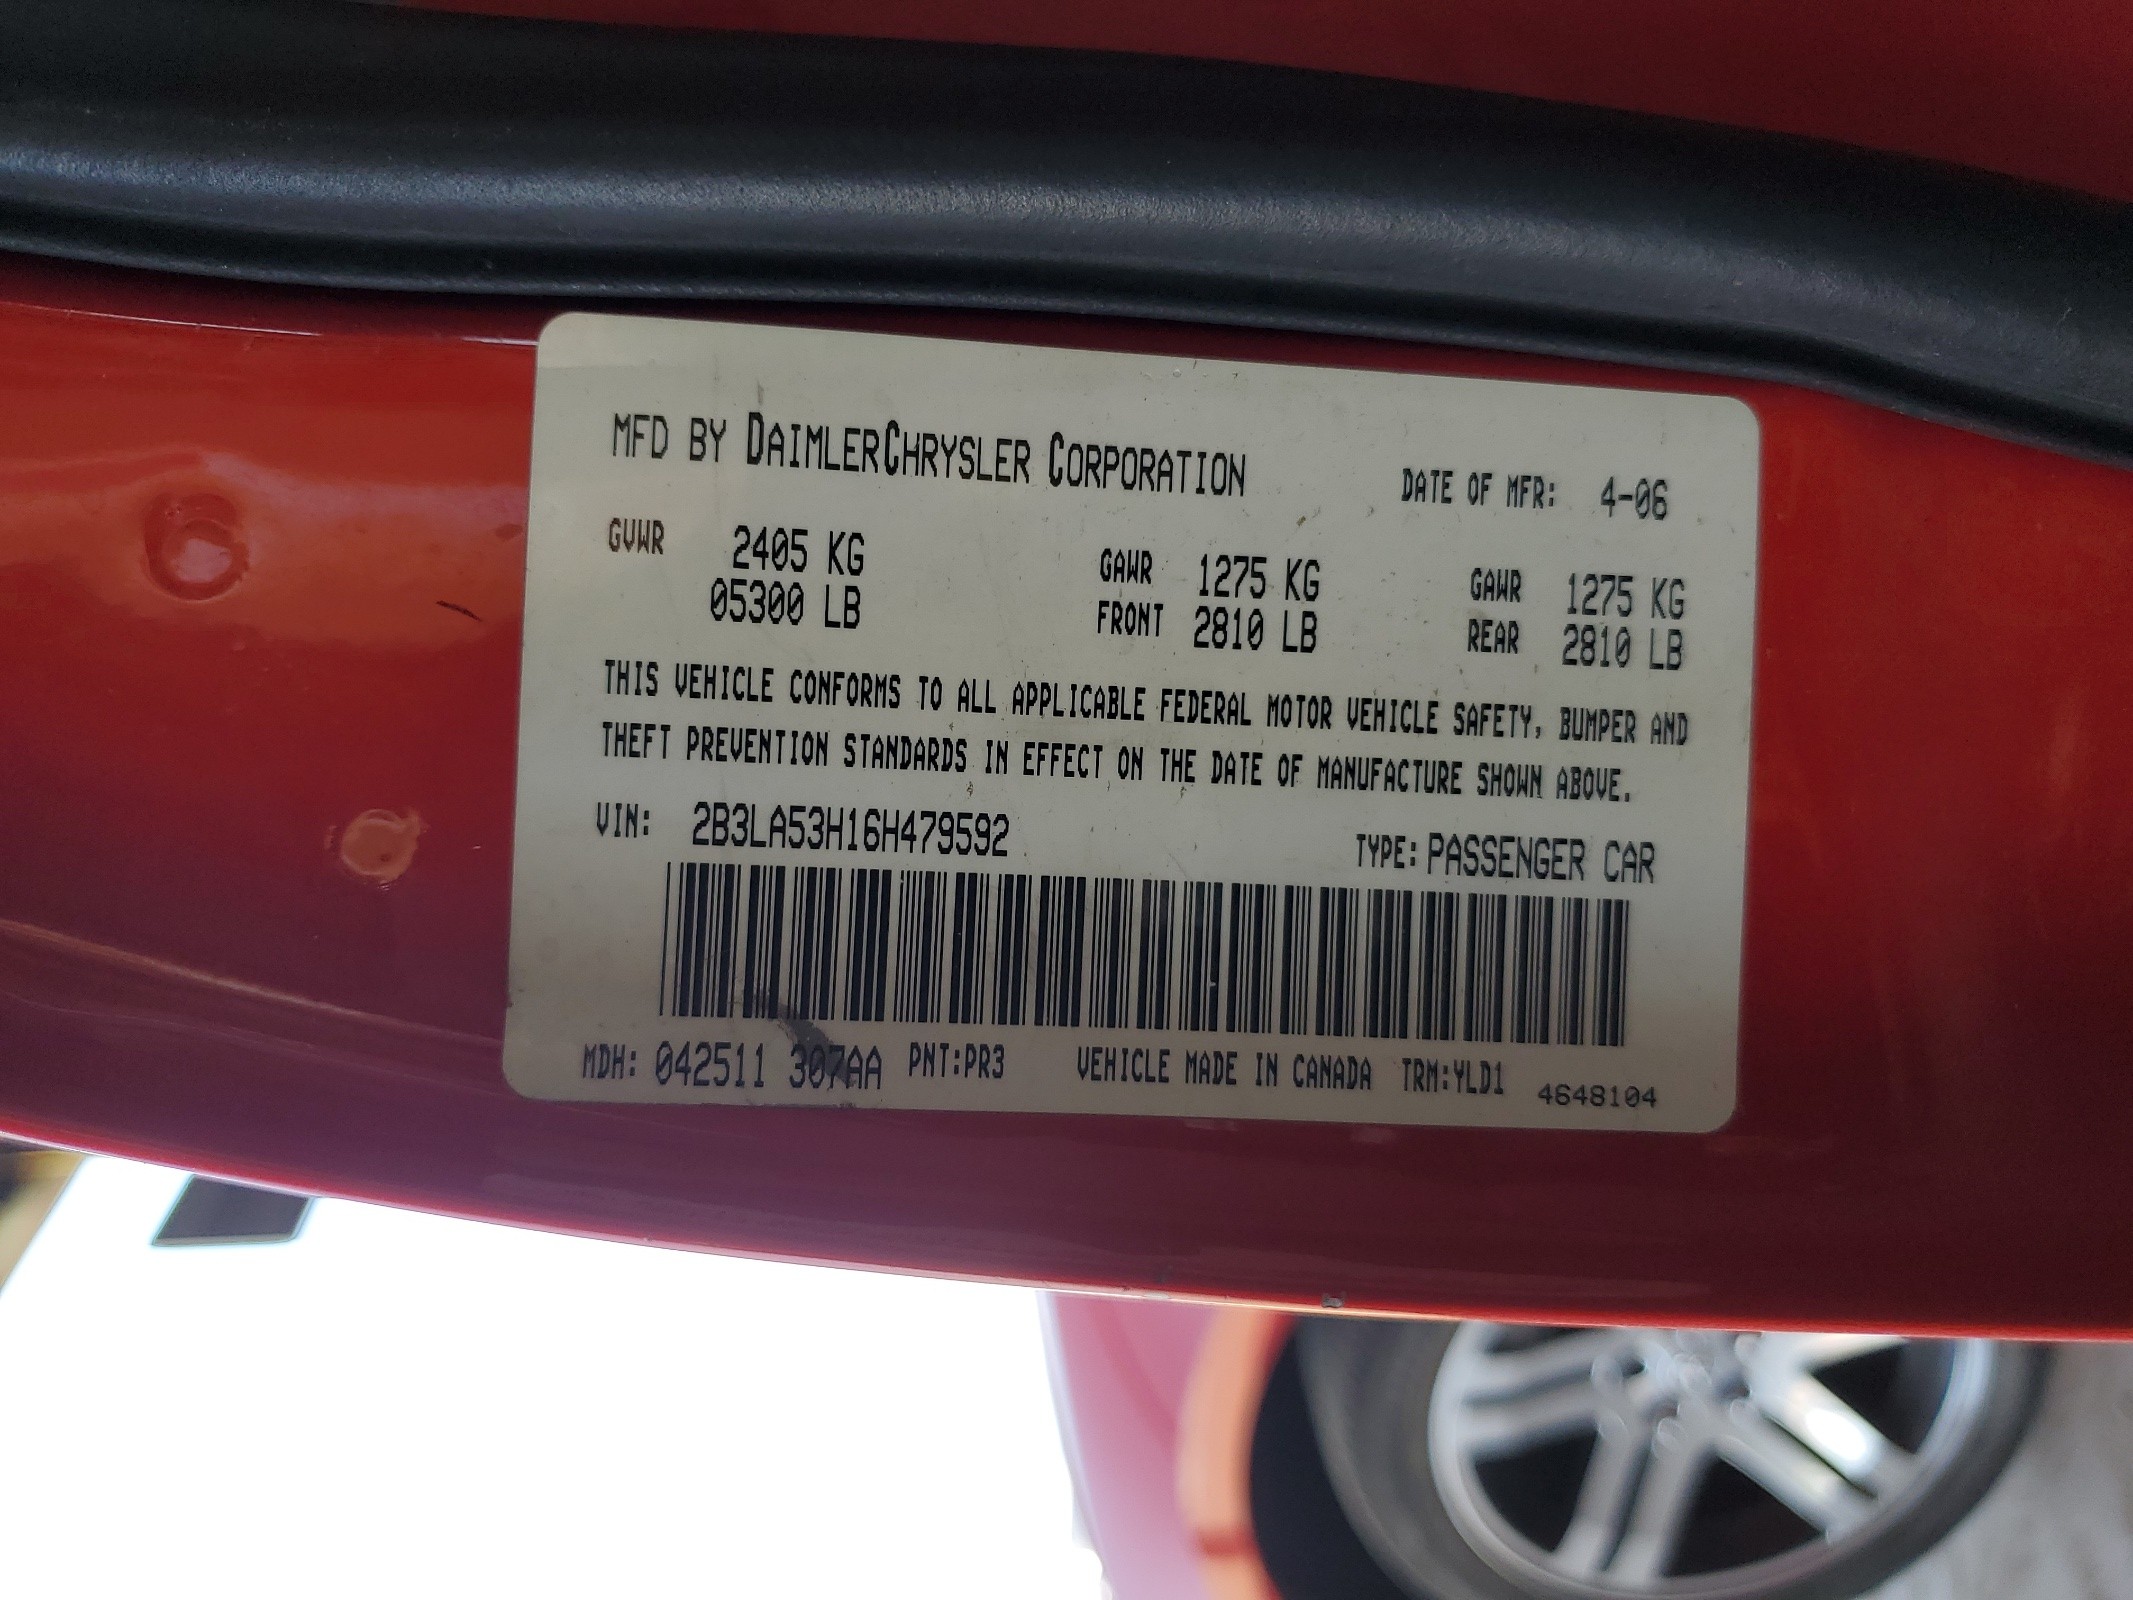 MFD BY DAIMLERCHRYSLER CORPORATION DATE OF MFR: 4-06
GVWR 2405 KG GAWR 1275 KG GAWR 1275 KG
05300 LB FRONT 2810 LB REAR 2810 LB
THIS VEHICLE CONFORMS TO ALL APPLICABLE FEDERAL MOTOR VEHICLE SAFETY, BUMPER AND
THEFT PREVENTION STANDARDS IN EFFECT ON THE DATE OF MANUFACTURE SHOWN ABOVE.
VIN: 2B3LA53H16H479592 TYPE: PASSENGER CAR
MDH: 042511 307AA PNT:PR3 VEHICLE MADE IN CANADA TRM:YLD1 4648104